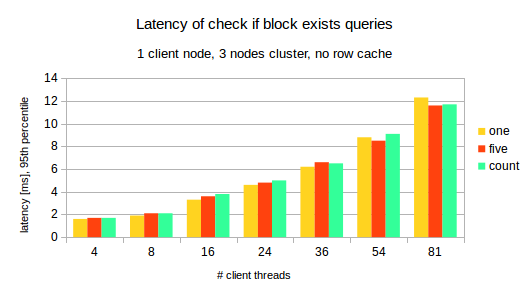 Latency of check if block exists queries
1 client node, 3 nodes cluster, no row cache
latency [ms], 95th percentile
14
12
10
8
6
4
2
0
4 8 16 24 36 54 81
# client threads
one
five
count